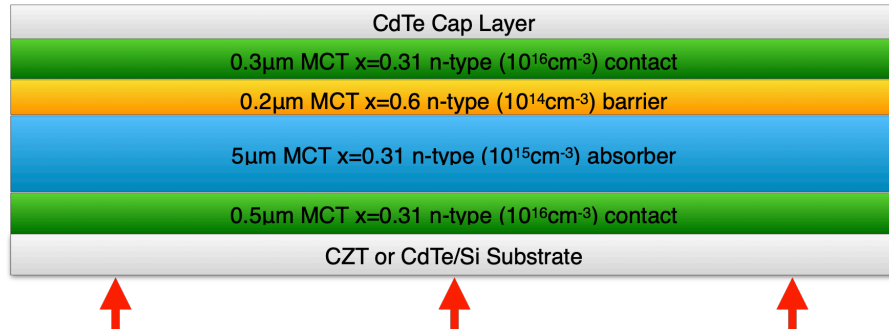 CdTe Cap Layer
0.3μm MCT x=0.31 n-type (10¹⁶cm⁻³) contact
0.2μm MCT x=0.6 n-type (10¹⁴cm⁻³) barrier
5μm MCT x=0.31 n-type (10¹⁵cm⁻³) absorber
0.5μm MCT x=0.31 n-type (10¹⁶cm⁻³) contact
CZT or CdTe/Si Substrate